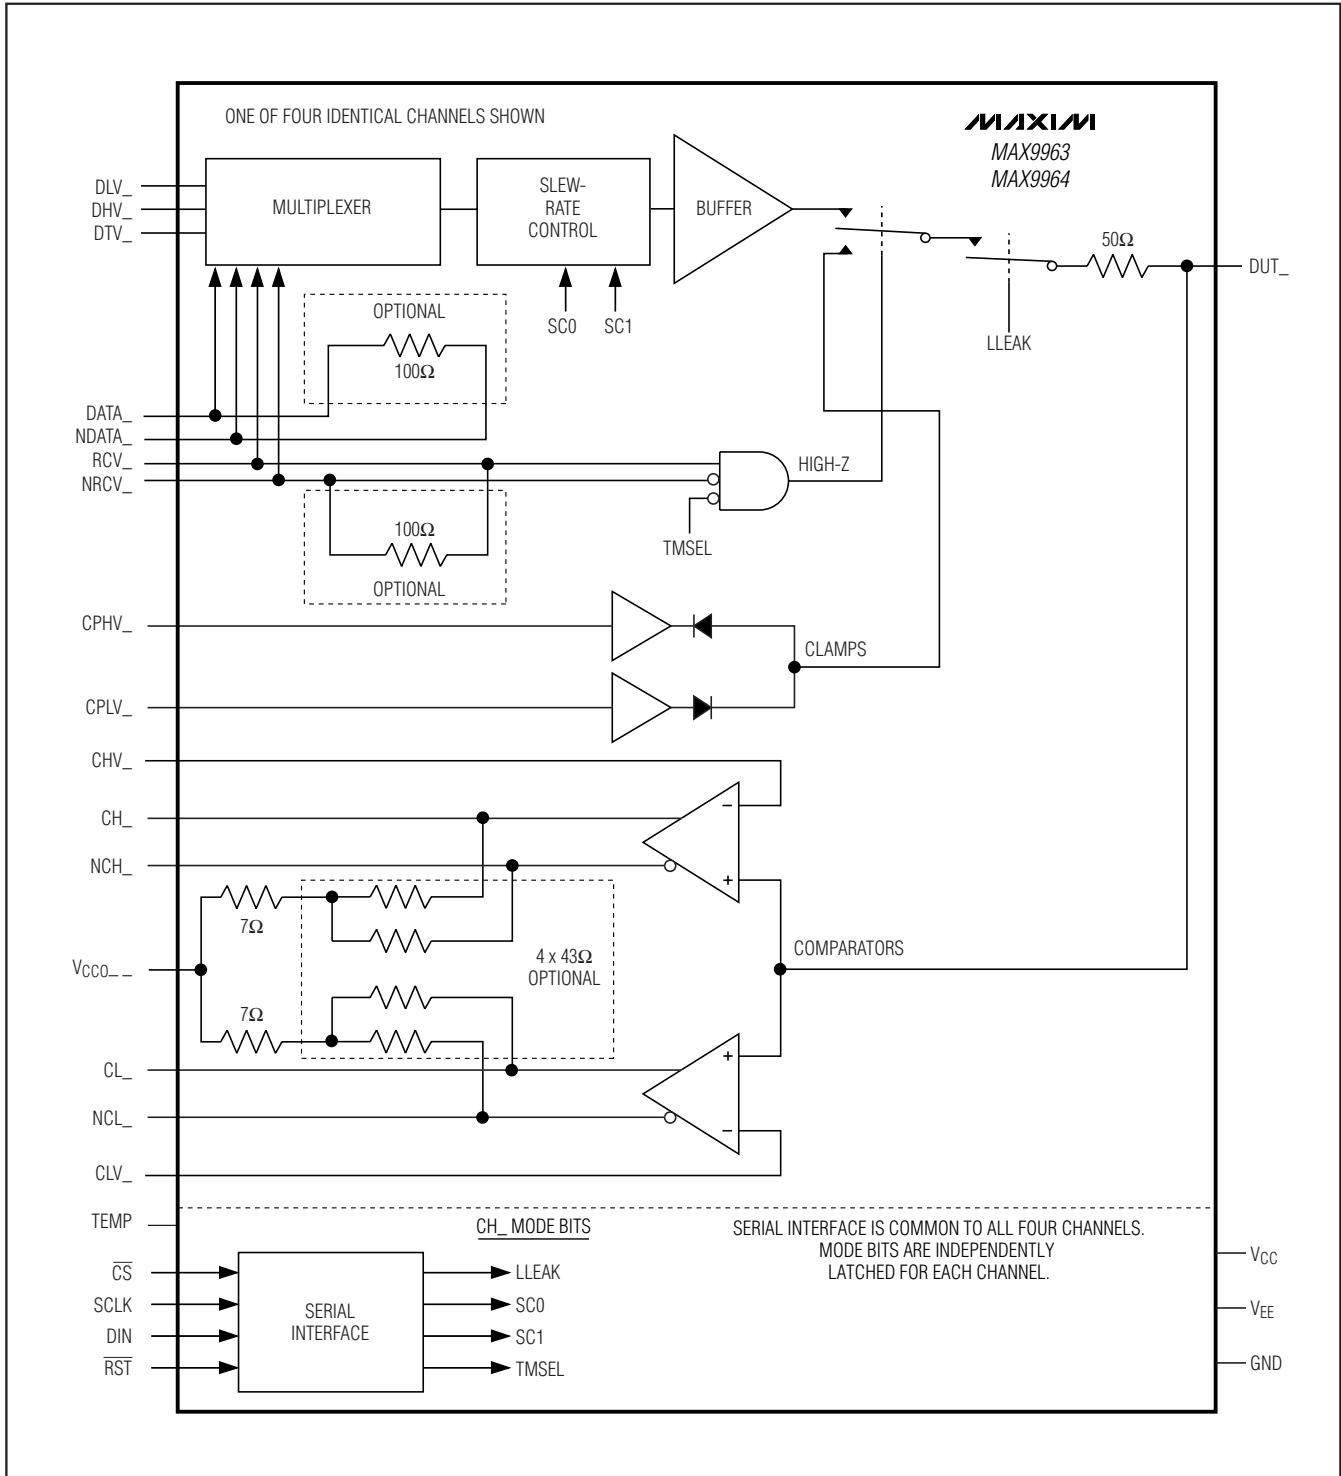 ONE OF FOUR IDENTICAL CHANNELS SHOWN
MAXIM
MAX9963
MAX9964
DLV_
DHV_
DTV_
MULTIPLEXER
SLEW-
RATE
CONTROL
BUFFER
50Ω
DUT_
OPTIONAL
100Ω
SC0
SC1
LLEAK
DATA_
NDATA_
RCV_
NRCV_
HIGH-Z
100Ω
OPTIONAL
TMSEL
CPHV_
CLAMPS
CPLV_
CHV_
CH_
−
NCH_
+
7Ω
4 x 43Ω
OPTIONAL
COMPARATORS
VCCO_ _
7Ω
CL_
+
NCL_
−
CLV_
TEMP
CH_ MODE BITS
SERIAL INTERFACE IS COMMON TO ALL FOUR CHANNELS.
MODE BITS ARE INDEPENDENTLY
LATCHED FOR EACH CHANNEL.
C̅S̅
SCLK
DIN
R̅S̅T̅
SERIAL
INTERFACE
LLEAK
SC0
SC1
TMSEL
VCC
VEE
GND